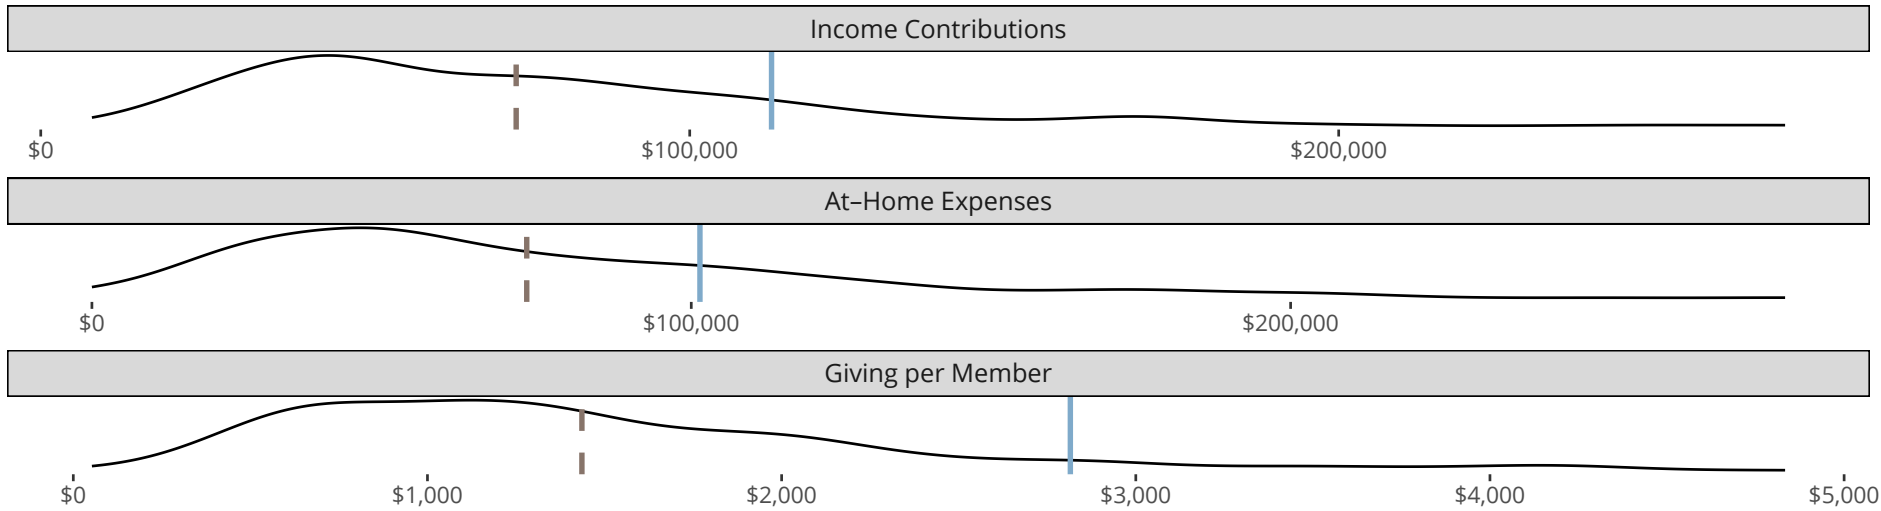 Income Contributions
$0 $100,000 $200,000
At–Home Expenses
$0 $100,000 $200,000
Giving per Member
$0 $1,000 $2,000 $3,000 $4,000 $5,000